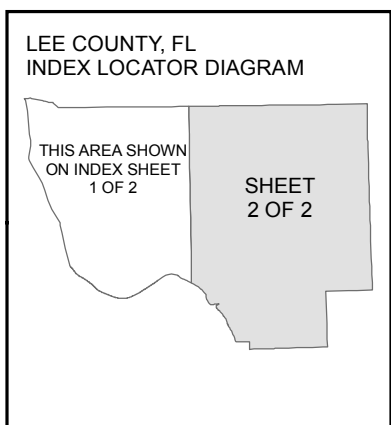 LEE COUNTY, FL
INDEX LOCATOR DIAGRAM
THIS AREA SHOWN
ON INDEX SHEET
1 OF 2
SHEET
2 OF 2